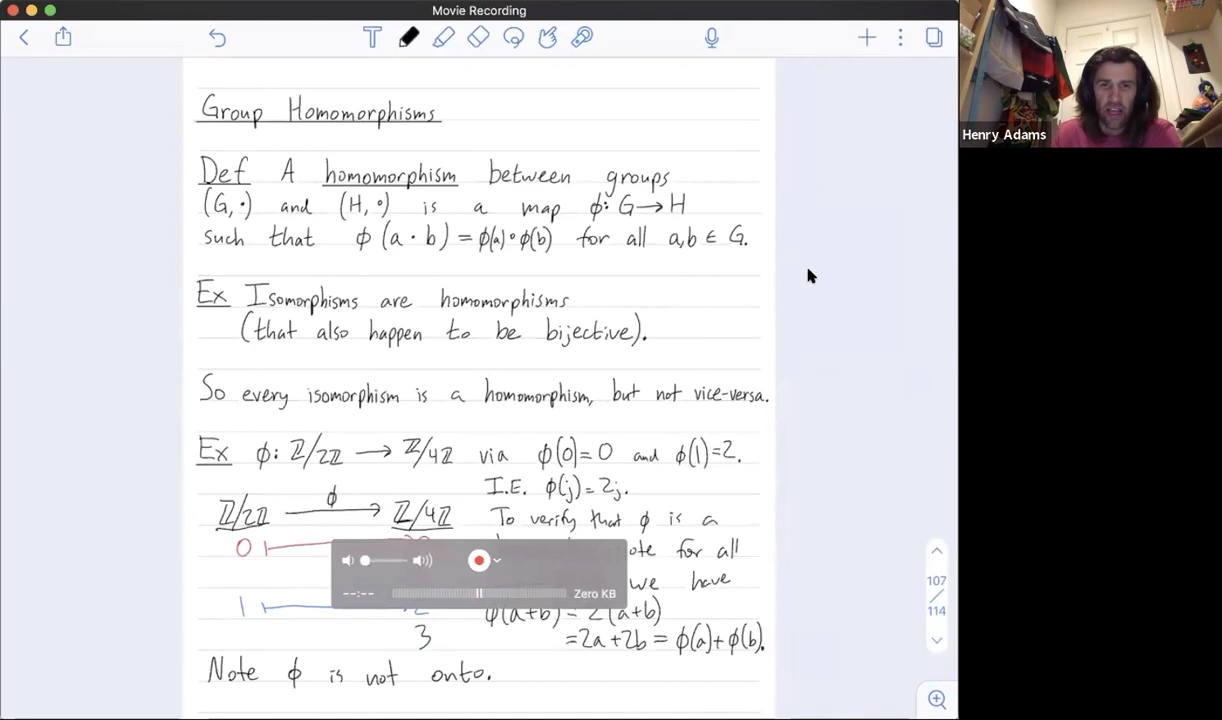 Movie Recording
Henry Adams
Group Homomorphisms
Def A homomorphism between groups
(G, ·) and (H, ∘) is a map ϕ: G → H
such that ϕ(a · b) = ϕ(a) ∘ ϕ(b) for all a,b ∈ G.
Ex Isomorphisms are homomorphisms
(that also happen to be bijective).
So every isomorphism is a homomorphism, but not vice-versa.
Ex ϕ: ℤ/2ℤ → ℤ/4ℤ via ϕ(0)=0 and ϕ(1)=2.
I.E. ϕ(j)=2j.
ℤ/2ℤ ϕ → ℤ/4ℤ
To verify that ϕ is a
0
for all
we have
1
ϕ(a+b) = 2(a+b)
3
=2a+2b = ϕ(a)+ϕ(b).
Note ϕ is not onto.
--:--
Zero KB
107
114